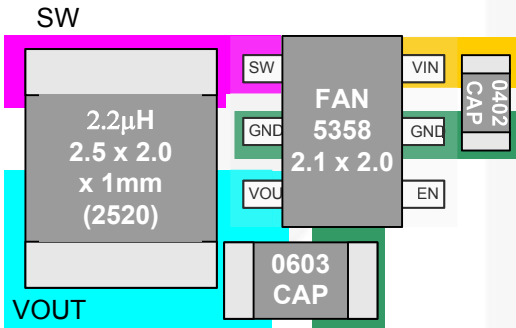 SW
2.2μH
2.5 x 2.0
x 1mm
(2520)
VOUT
SW
GND
VOU
FAN
5358
2.1 x 2.0
VIN
GND
EN
0402
CAP
0603
CAP